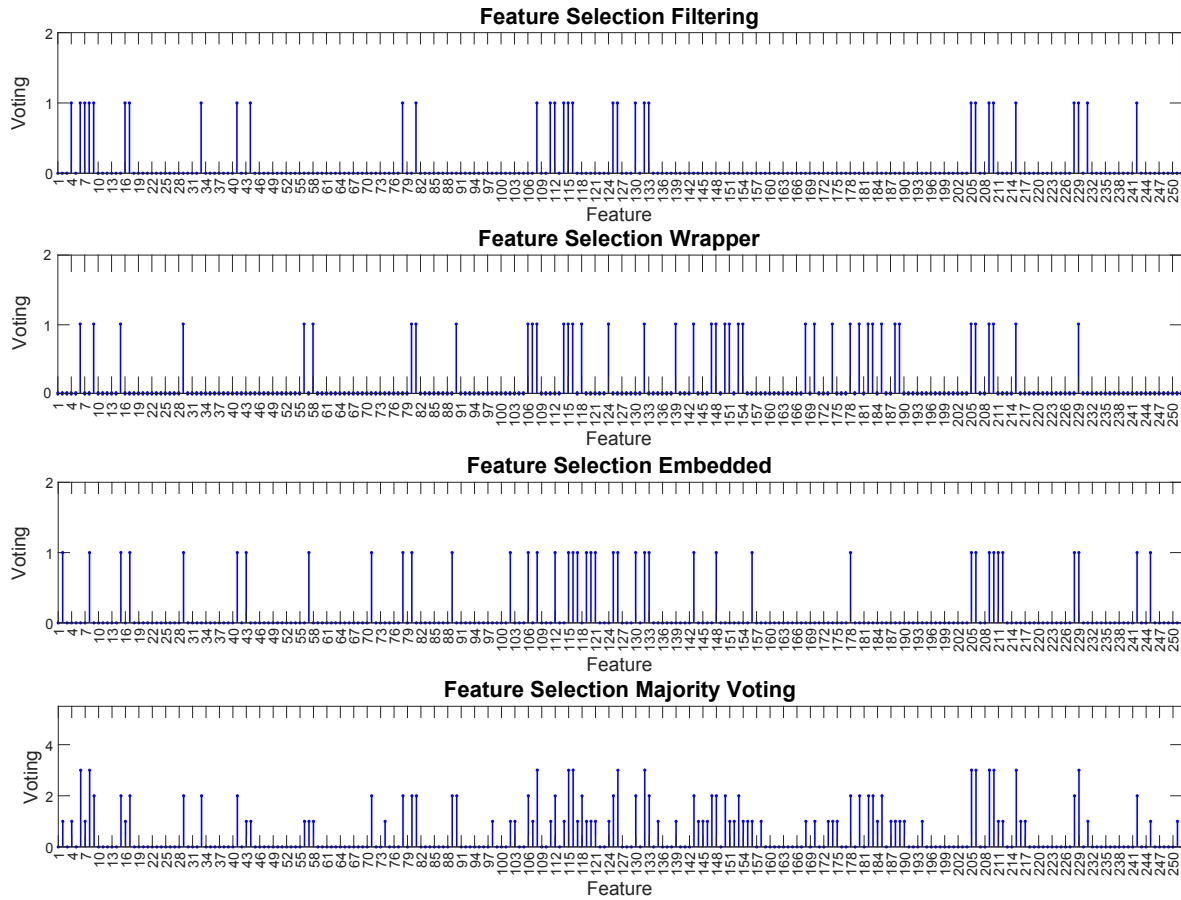 Feature Selection Filtering
2
1
0
Voting
1 4 7 10 13 16 19 22 25 28 31 34 37 40 43 46 49 52 55 58 61 64 67 70 73 76 79 82 85 88 91 94 97 100 103 106 109 112 115 118 121 124 127 130 133 136 139 142 145 148 151 154 157 160 163 166 169 172 175 178 181 184 187 190 193 196 199 202 205 208 211 214 217 220 223 226 229 232 235 238 241 244 247 250
Feature
Feature Selection Wrapper
2
1
0
Voting
1 4 7 10 13 16 19 22 25 28 31 34 37 40 43 46 49 52 55 58 61 64 67 70 73 76 79 82 85 88 91 94 97 100 103 106 109 112 115 118 121 124 127 130 133 136 139 142 145 148 151 154 157 160 163 166 169 172 175 178 181 184 187 190 193 196 199 202 205 208 211 214 217 220 223 226 229 232 235 238 241 244 247 250
Feature
Feature Selection Embedded
2
1
0
Voting
1 4 7 10 13 16 19 22 25 28 31 34 37 40 43 46 49 52 55 58 61 64 67 70 73 76 79 82 85 88 91 94 97 100 103 106 109 112 115 118 121 124 127 130 133 136 139 142 145 148 151 154 157 160 163 166 169 172 175 178 181 184 187 190 193 196 199 202 205 208 211 214 217 220 223 226 229 232 235 238 241 244 247 250
Feature
Feature Selection Majority Voting
4
2
0
Voting
1 4 7 10 13 16 19 22 25 28 31 34 37 40 43 46 49 52 55 58 61 64 67 70 73 76 79 82 85 88 91 94 97 100 103 106 109 112 115 118 121 124 127 130 133 136 139 142 145 148 151 154 157 160 163 166 169 172 175 178 181 184 187 190 193 196 199 202 205 208 211 214 217 220 223 226 229 232 235 238 241 244 247 250
Feature